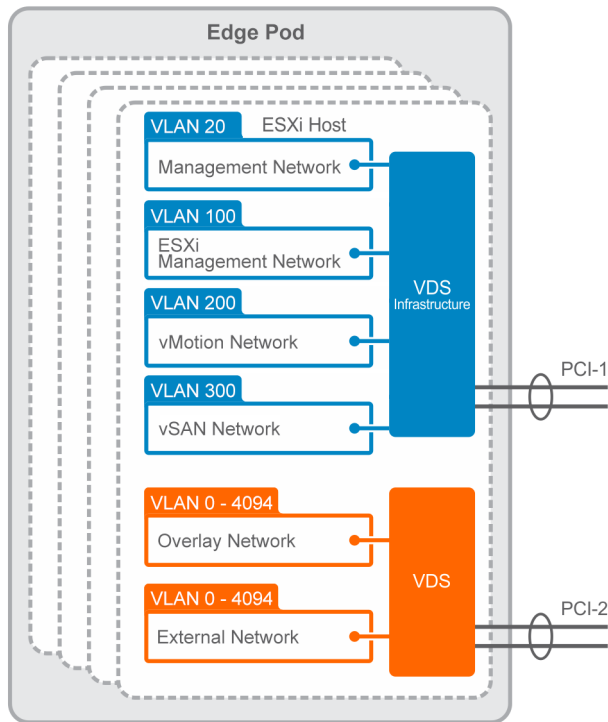 Edge Pod
VLAN 20
ESXi Host
Management Network
VLAN 100
ESXi
Management Network
VLAN 200
vMotion Network
VLAN 300
vSAN Network
VDS
Infrastructure
PCI-1
VLAN 0 - 4094
Overlay Network
VLAN 0 - 4094
External Network
VDS
PCI-2